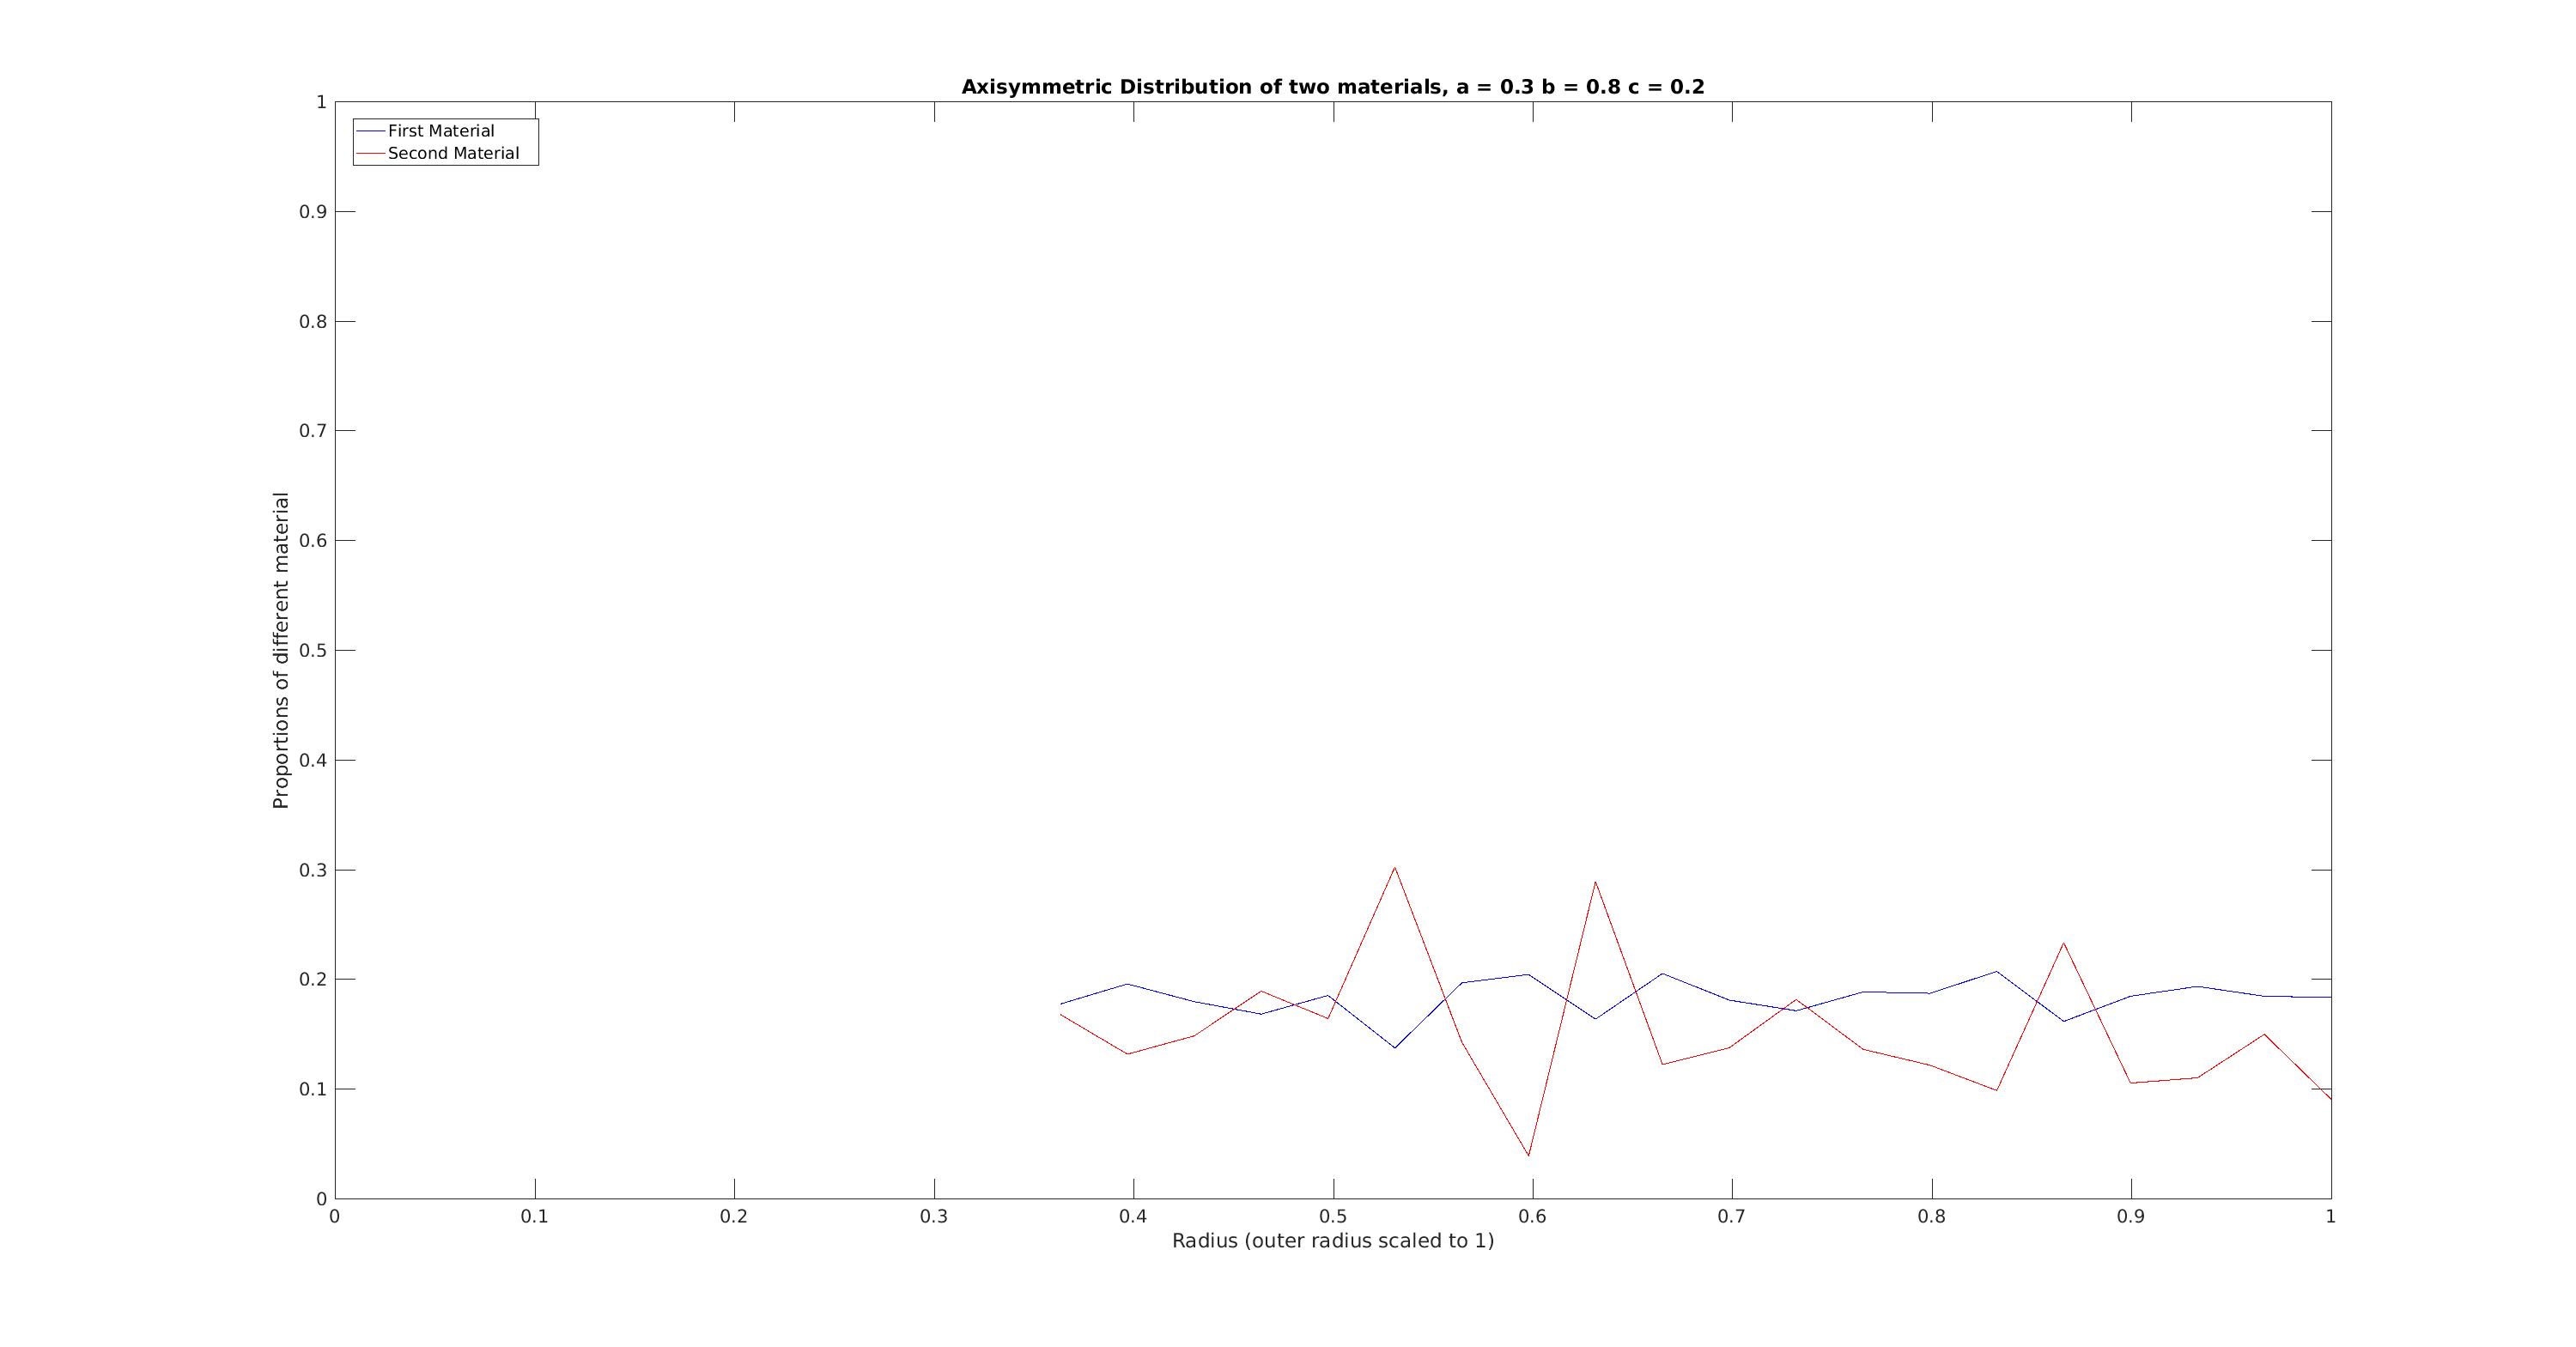 Axisymmetric Distribution of two materials, a = 0.3 b = 0.8 c = 0.2
First Material
Second Material
Proportions of different material
1
0.9
0.8
0.7
0.6
0.5
0.4
0.3
0.2
0.1
0
0 0.1 0.2 0.3 0.4 0.5 0.6 0.7 0.8 0.9 1
Radius (outer radius scaled to 1)